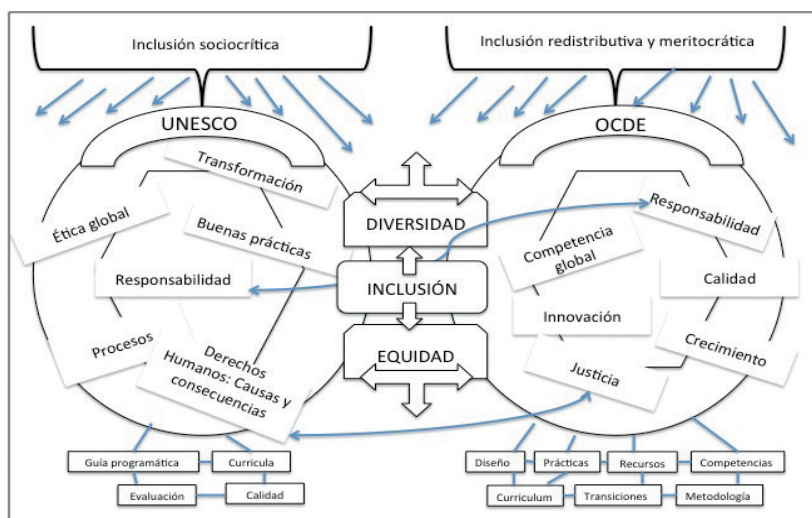 Inclusión sociocrítica
Inclusión redistributiva y meritocrática
UNESCO
OCDE
Transformación
Ética global
Buenas prácticas
Responsabilidad
Procesos
Derechos
Humanos: Causas y
consecuencias
DIVERSIDAD
INCLUSIÓN
EQUIDAD
Responsabilidad
Competencia
global
Calidad
Innovación
Crecimiento
Justicia
Guía programática
Curricula
Evaluación
Calidad
Diseño
Prácticas
Recursos
Competencias
Curriculum
Transiciones
Metodología